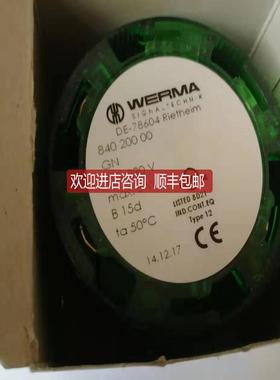 WERMA
SIGNALTECHNIK
DE-78604 Rietheim
840 200 00
GN
欢迎进店咨询 顺丰包邮!
B 15d
ta 50°C
LISTED 8D21
IND.CONT.EQ
Type 12
CE
14.12.17